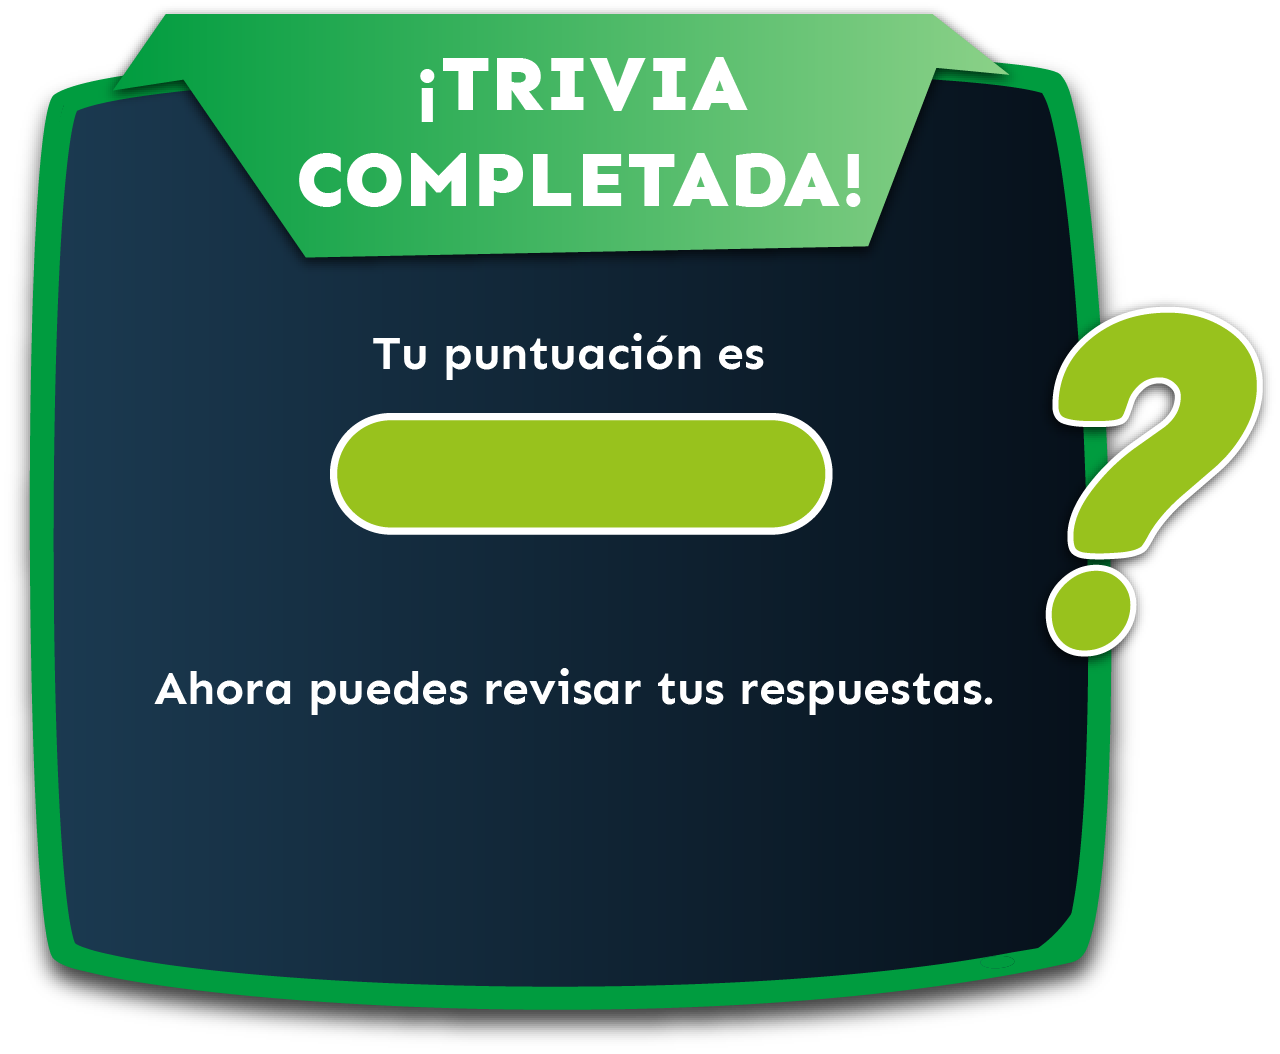 ¡TRIVIA
COMPLETADA!
Tu puntuación es
Ahora puedes revisar tus respuestas.
?